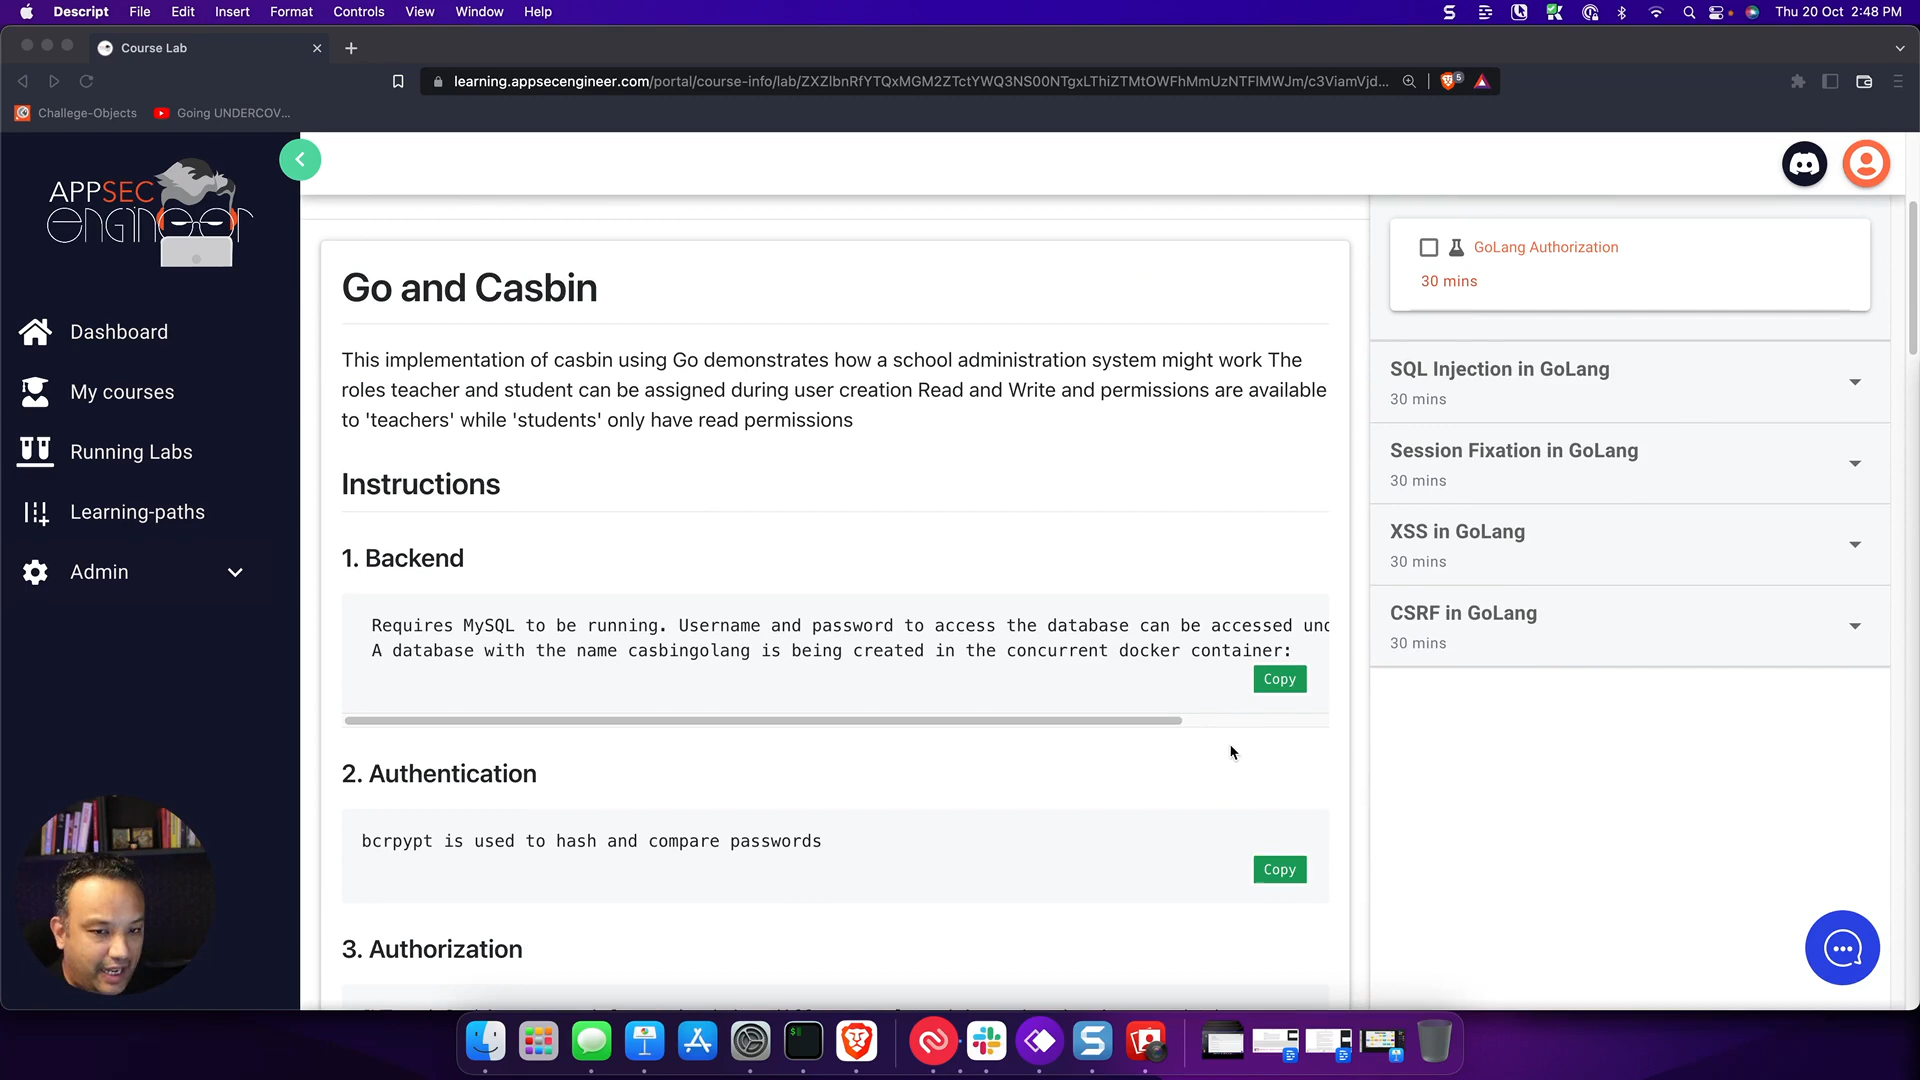 Descript File Edit Insert Format Controls View Window Help
Thu 20 Oct 2:48 PM
Course Lab
learning.appsecengineer.com/portal/course-info/lab/ZXZlbnRfYTQxMGM2ZTctYWQ3NS00NTgxLThiZTMtOWFhMmUzNTFlMWJm/c3ViamVjd...
5
Challege-Objects Going UNDERCOV...
APPSEC
engineer
Dashboard
My courses
Running Labs
Learning-paths
Admin
Go and Casbin
This implementation of casbin using Go demonstrates how a school administration system might work The
roles teacher and student can be assigned during user creation Read and Write and permissions are available
to 'teachers' while 'students' only have read permissions
Instructions
1. Backend
Requires MySQL to be running. Username and password to access the database can be accessed
A database with the name casbingolang is being created in the concurrent docker container:
Copy
2. Authentication
bcrpypt is used to hash and compare passwords
Copy
3. Authorization
GoLang Authorization
30 mins
SQL Injection in GoLang
30 mins
Session Fixation in GoLang
30 mins
XSS in GoLang
30 mins
CSRF in GoLang
30 mins